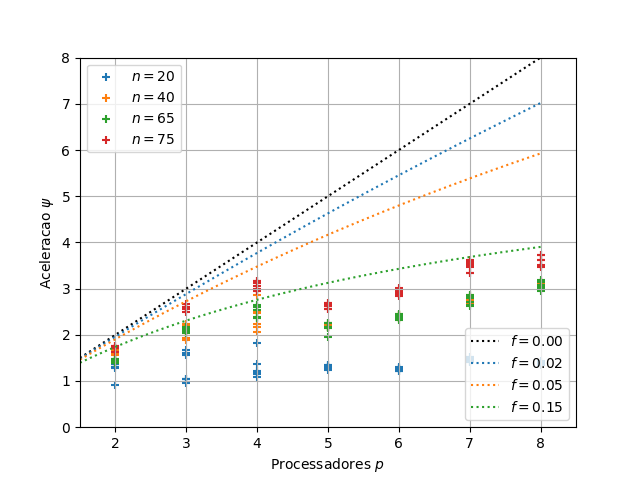 8
7
6
5
4
3
2
1
0
Aceleracao ψ
n = 20
n = 40
n = 65
n = 75
f = 0.00
f = 0.02
f = 0.05
f = 0.15
2 3 4 5 6 7 8
Processadores p